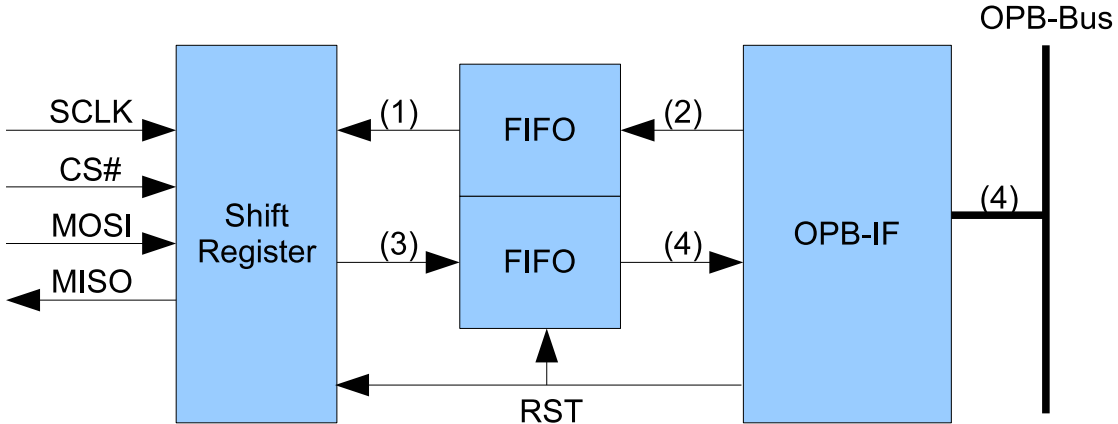 OPB-Bus
SCLK
(1)
FIFO
(2)
CS#
MOSI
MISO
Shift
Register
(3)
FIFO
(4)
OPB-IF
(4)
RST